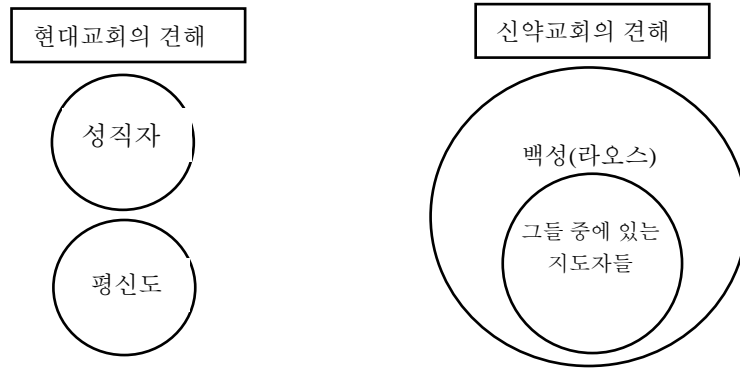 현대교회의 견해
성직자
평신도
신약교회의 견해
백성(라오스)
그들 중에 있는
지도자들